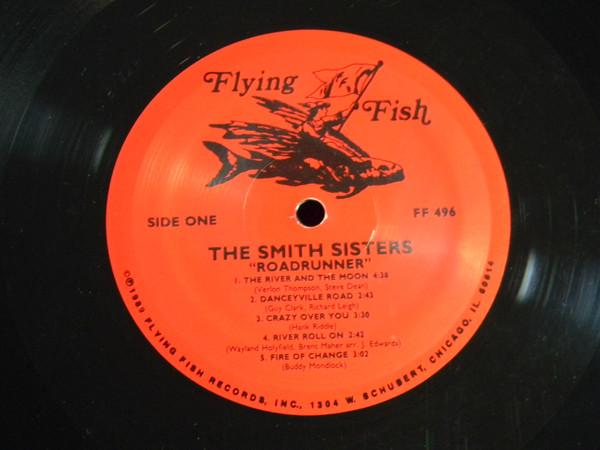 Flying
Fish
SIDE ONE
FF 496
THE SMITH SISTERS
"ROADRUNNER"
1. THE RIVER AND THE MOON 4:38
(Verlon Thompson, Steve Dean)
2. DANCEYVILLE ROAD 2:43
(Guy Clark, Richard Leigh)
3. CRAZY OVER YOU 3:30
(Hank Riddle)
4. RIVER ROLL ON 2:42
(Wayland Holyfield, Brent Maher arr. J. Edwards)
5. FIRE OF CHANGE 3:02
(Buddy Mondlock)
©℗1989 FLYING FISH RECORDS, INC., 1304 W. SCHUBERT, CHICAGO, IL. 60614